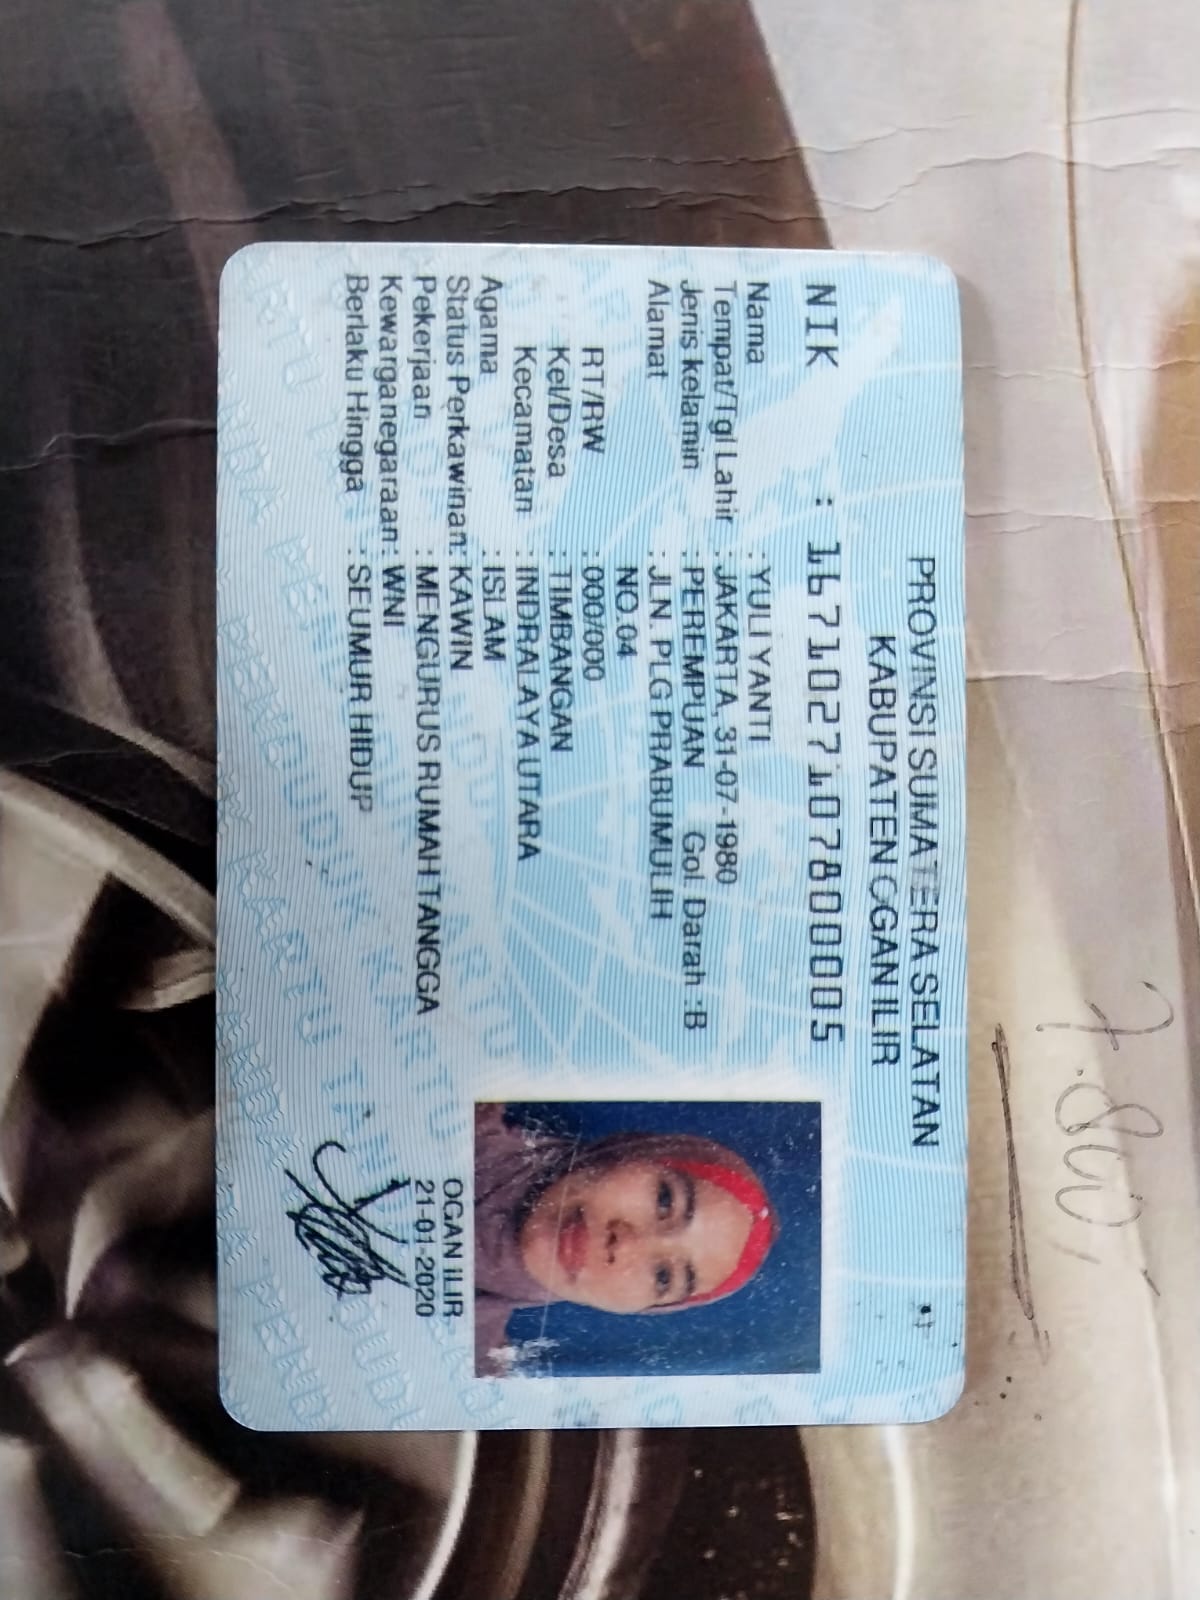 PROVINSI SUMATERA SELATAN
KABUPATEN OGAN ILIR
NIK : 1671027107800005
Nama : YULI YANTI
Tempat/Tgl Lahir : JAKARTA, 31-07-1980
Jenis kelamin : PEREMPUAN Gol. Darah :B
Alamat : JLN. PLG PRABUMULIH
NO.04
RT/RW : 000/000
Kel/Desa : TIMBANGAN
Kecamatan : INDRALAYA UTARA
Agama : ISLAM
Status Perkawinan: KAWIN
Pekerjaan : MENGURUS RUMAH TANGGA
Kewarganegaraan: WNI
Berlaku Hingga : SEUMUR HIDUP
OGAN ILIR
21-01-2020